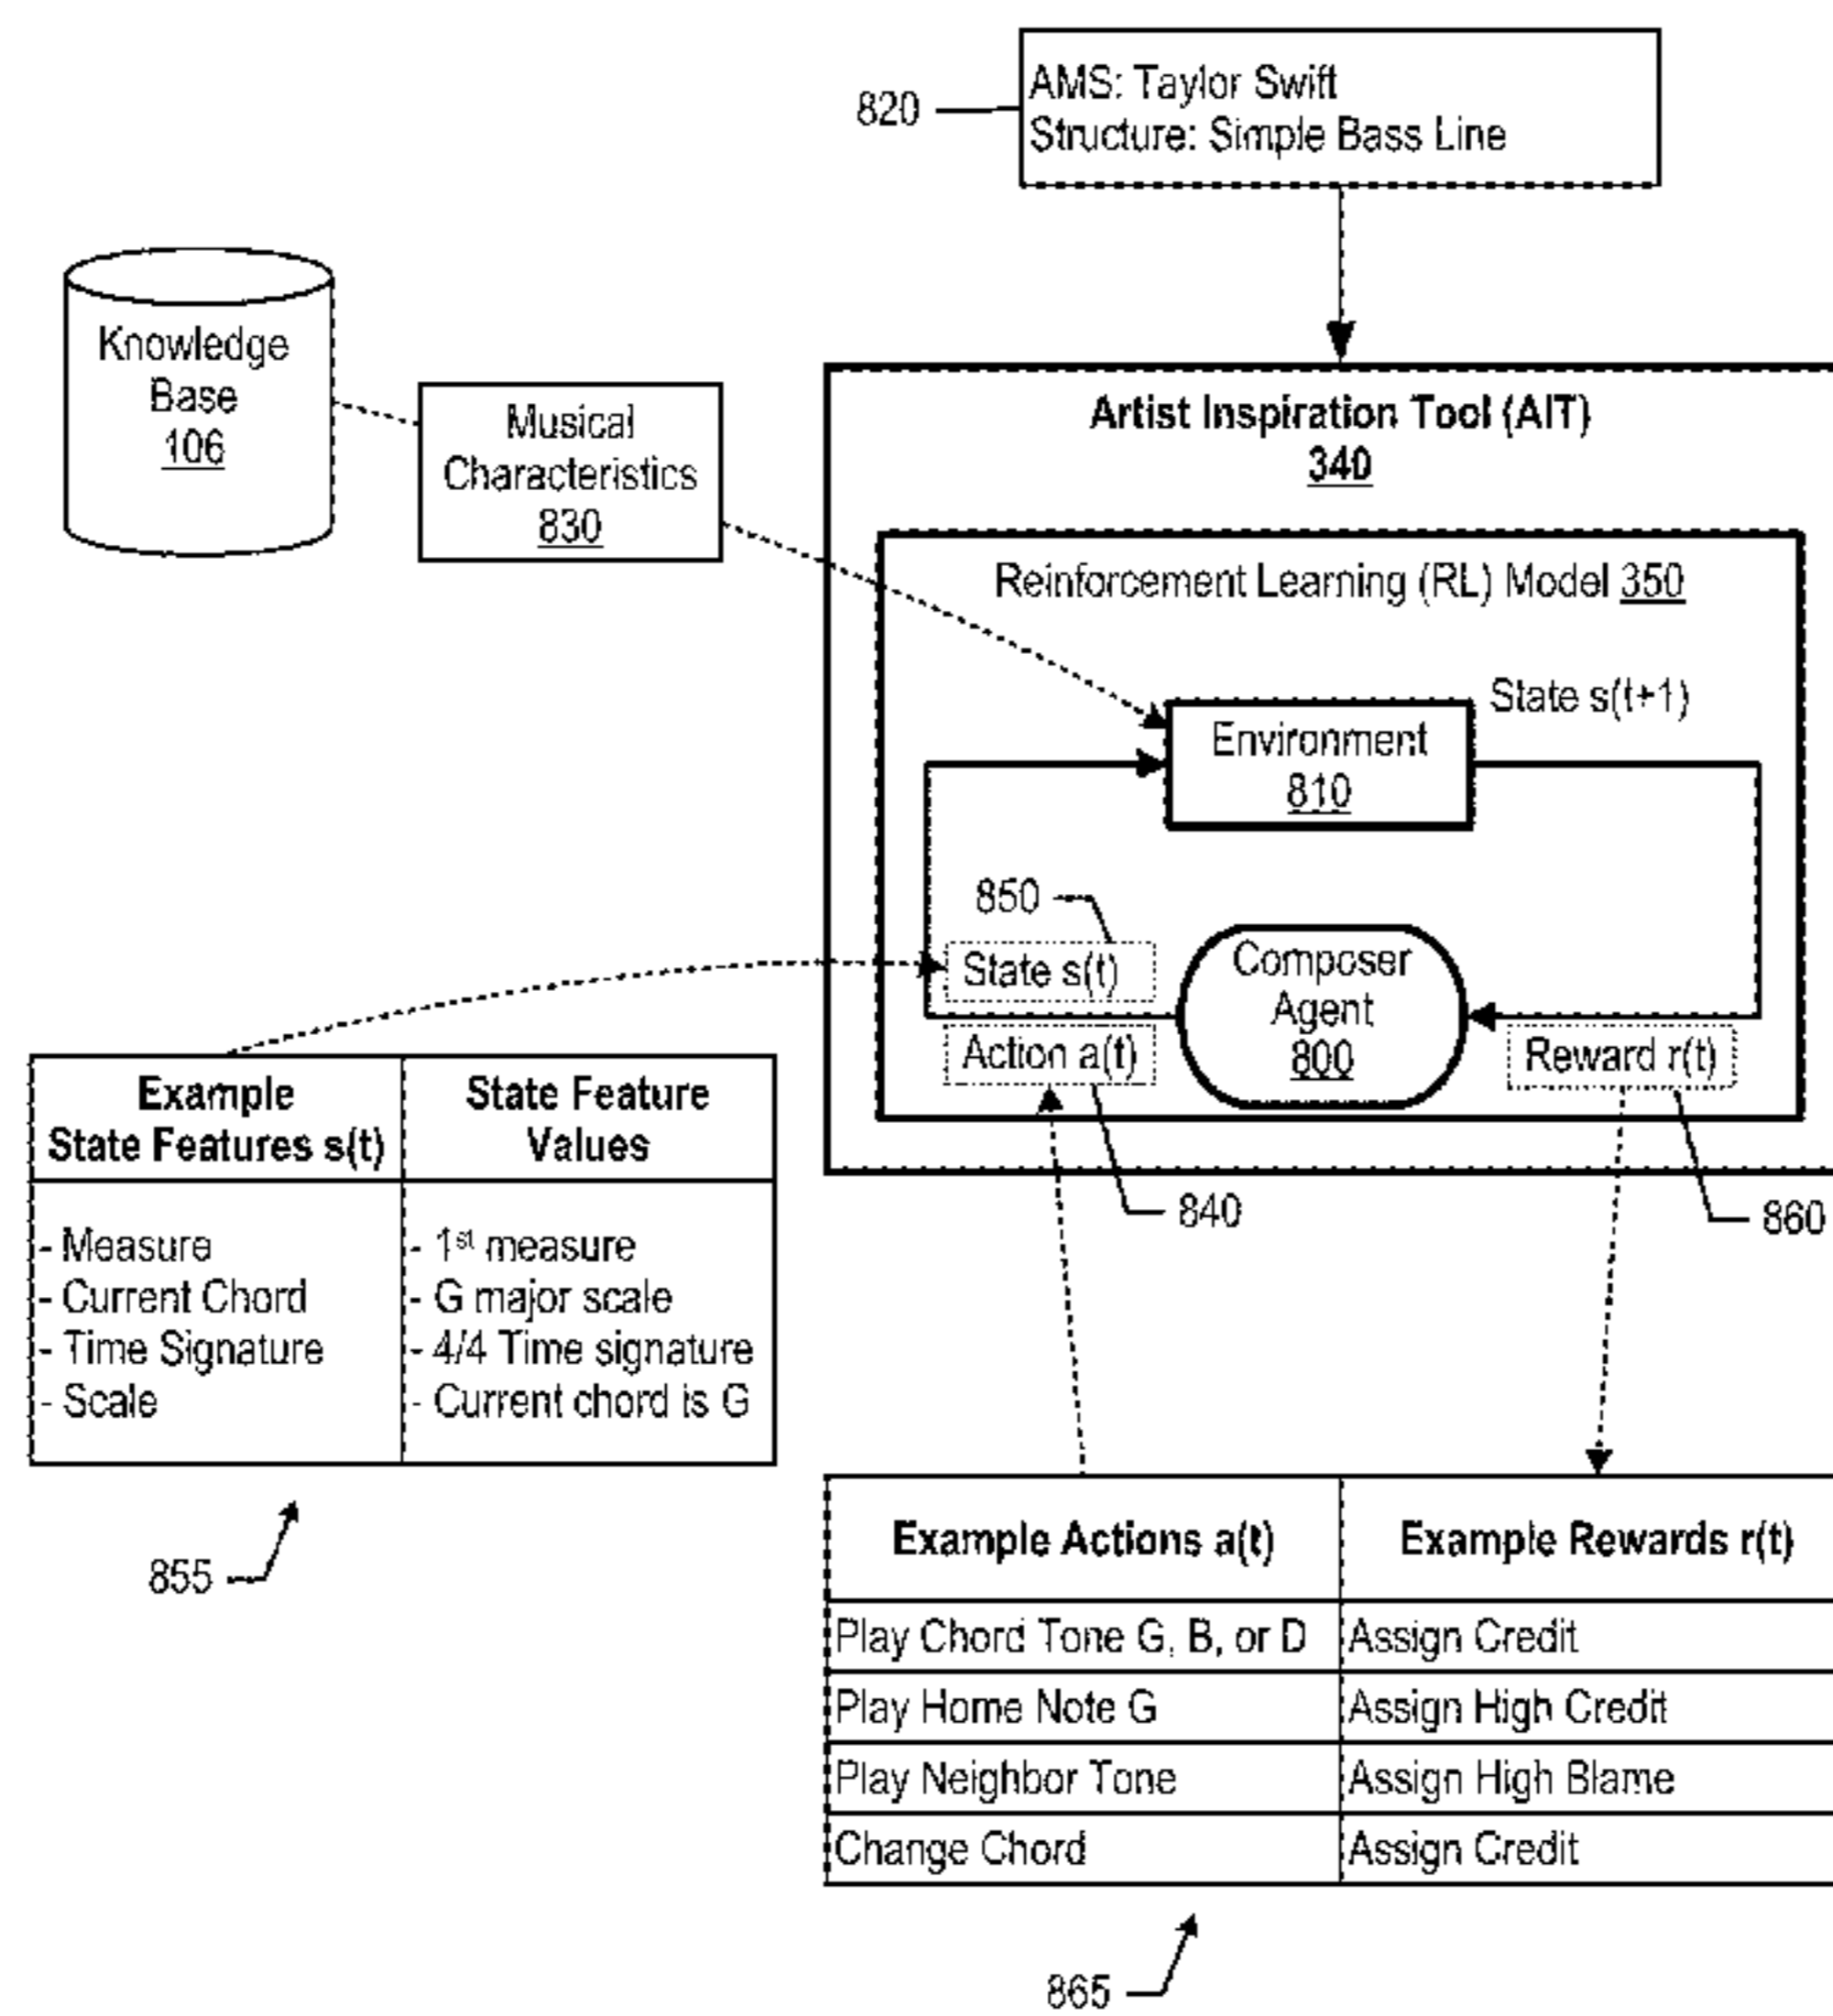 820
AMS: Taylor Swift
Structure: Simple Bass Line
Knowledge
Base
106
Musical
Characteristics
830
Artist Inspiration Tool (AIT)
340
Reinforcement Learning (RL) Model 350
State s(t+1)
Environment
810
850
State s(t)
Composer
Agent
800
Action a(t)
Reward r(t)
840
860
Example
State Features s(t)
State Feature
Values
- Measure
- Current Chord
- Time Signature
- Scale
- 1st measure
- G major scale
- 4/4 Time signature
- Current chord is G
855
Example Actions a(t)
Example Rewards r(t)
Play Chord Tone G, B, or D
Assign Credit
Play Home Note G
Assign High Credit
Play Neighbor Tone
Assign High Blame
Change Chord
Assign Credit
865